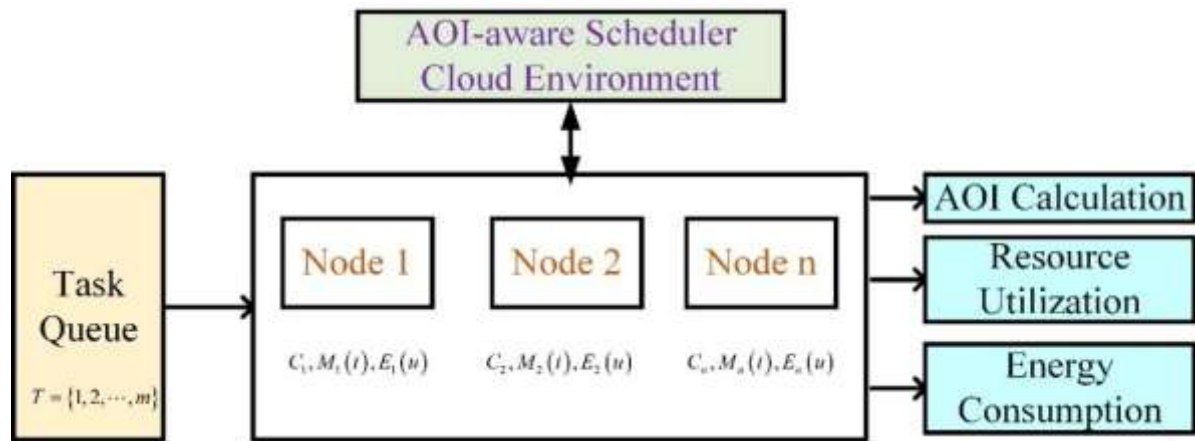 AOI-aware Scheduler
Cloud Environment
Task
Queue
T = {1, 2, ⋯, m}
Node 1
Node 2
Node n
C₁, M₁(t), E₁(u)
C₂, M₂(t), E₂(u)
Cₙ, Mₙ(t), Eₙ(u)
AOI Calculation
Resource
Utilization
Energy
Consumption